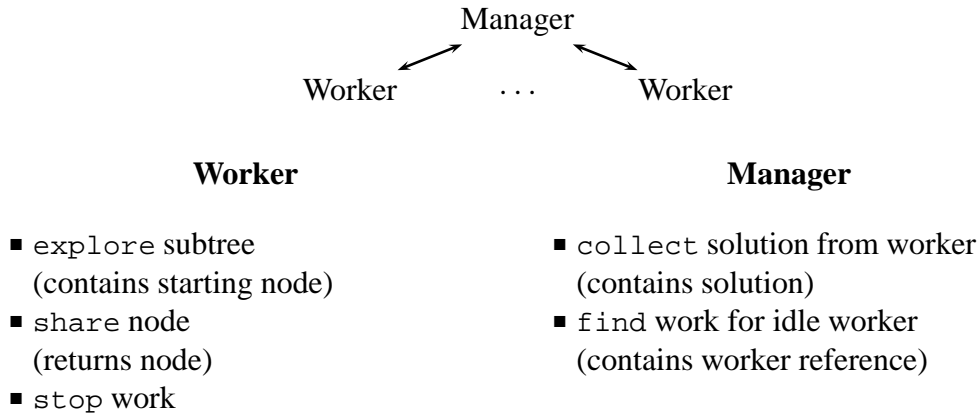 Manager
Worker ... Worker
Worker
■ explore subtree
(contains starting node)
■ share node
(returns node)
■ stop work
Manager
■ collect solution from worker
(contains solution)
■ find work for idle worker
(contains worker reference)